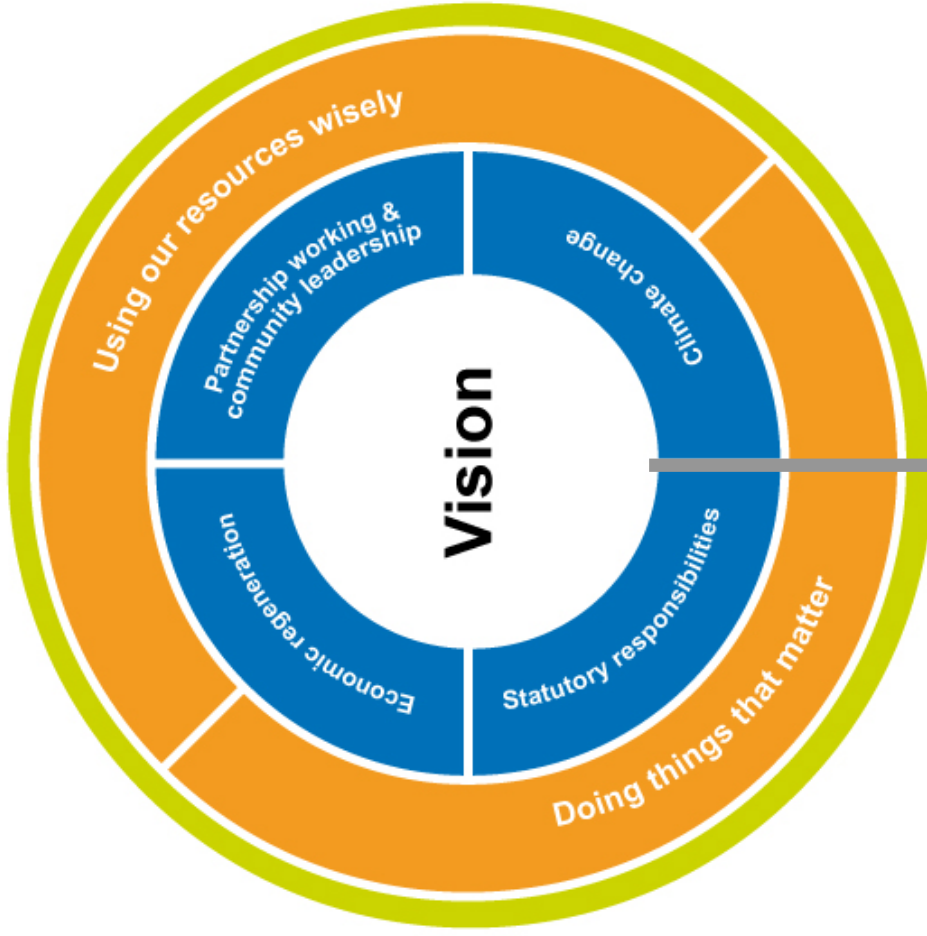 Using our resources wisely
Partnership working &
community leadership
Climate change
Vision
Economic regeneration
Statutory responsibilities
Doing things that matter